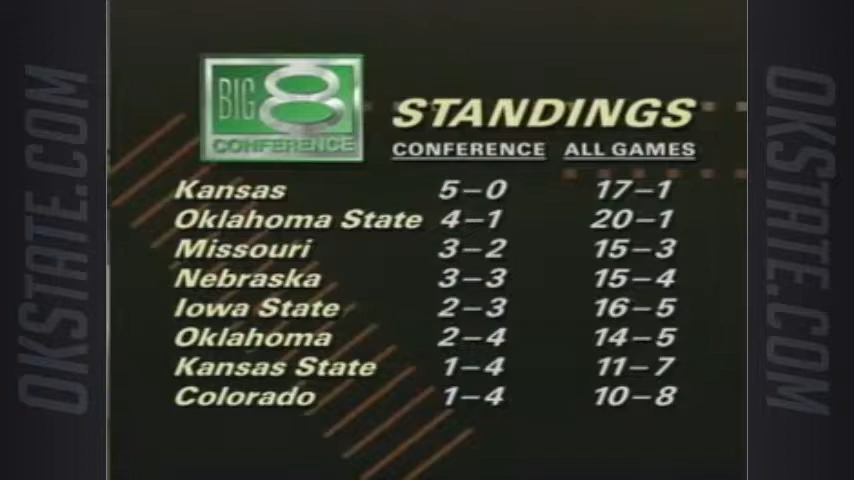 BIG 8
CONFERENCE
STANDINGS
CONFERENCE ALL GAMES
Kansas 5-0 17-1
Oklahoma State 4-1 20-1
Missouri 3-2 15-3
Nebraska 3-3 15-4
Iowa State 2-3 16-5
Oklahoma 2-4 14-5
Kansas State 1-4 11-7
Colorado 1-4 10-8
OKSTATE.COM
OKSTATE.COM